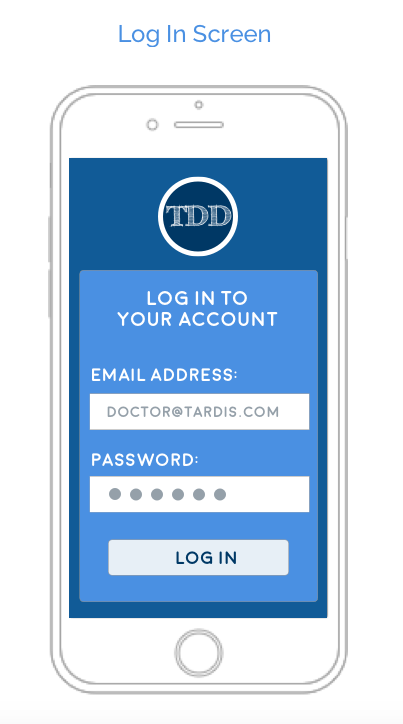 Log In Screen
TDD
LOG IN TO
YOUR ACCOUNT
EMAIL ADDRESS:
DOCTOR@TARDIS.COM
PASSWORD:
LOG IN